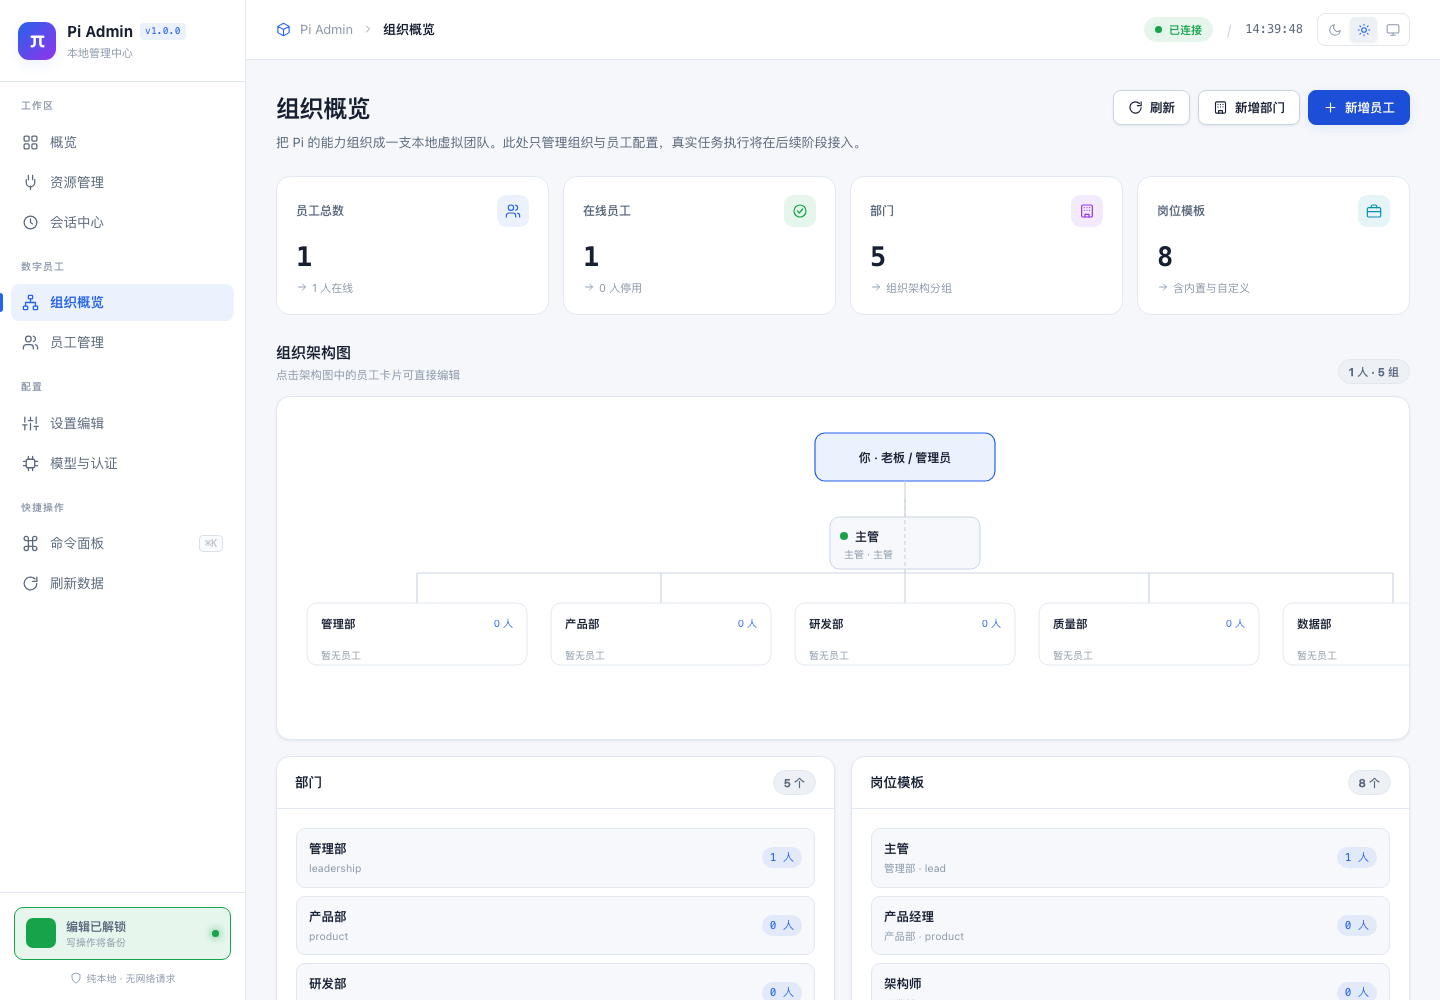 π
Pi Admin v1.0.0
本地管理中心
工作区
概览
资源管理
会话中心
数字员工
组织概览
员工管理
配置
设置编辑
模型与认证
快捷操作
命令面板 ⌘K
刷新数据
编辑已解锁
写操作将备份
纯本地 · 无网络请求
Pi Admin > 组织概览
已连接 / 14:39:48
组织概览
把 Pi 的能力组织成一支本地虚拟团队。此处只管理组织与员工配置，真实任务执行将在后续阶段接入。
刷新
新增部门
+ 新增员工
员工总数
1
→ 1 人在线
在线员工
1
→ 0 人停用
部门
5
→ 组织架构分组
岗位模板
8
→ 含内置与自定义
组织架构图
点击架构图中的员工卡片可直接编辑
1 人 · 5 组
你 · 老板 / 管理员
主管
主管 · 主管
管理部 0 人
暂无员工
产品部 0 人
暂无员工
研发部 0 人
暂无员工
质量部 0 人
暂无员工
数据部
暂无员工
部门 5 个
管理部
leadership
1 人
产品部
product
0 人
研发部
0 人
岗位模板 8 个
主管
管理部 · lead
1 人
产品经理
产品部 · product
0 人
架构师
0 人